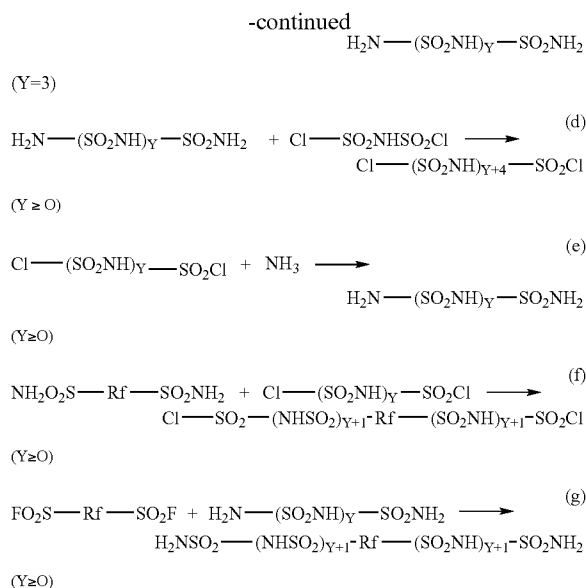 -continued
H₂N—(SO₂NH)Y—SO₂NH₂
(Y=3)
(d)
H₂N—(SO₂NH)Y—SO₂NH₂ + Cl—SO₂NHSO₂Cl ⟶
Cl—(SO₂NH)Y+4—SO₂Cl
(Y ≥ O)
(e)
Cl—(SO₂NH)Y—SO₂Cl + NH₃ ⟶
H₂N—(SO₂NH)Y—SO₂NH₂
(Y≥O)
(f)
NH₂O₂S—Rf—SO₂NH₂ + Cl—(SO₂NH)Y—SO₂Cl ⟶
Cl—SO₂—(NHSO₂)Y+1-Rf—(SO₂NH)Y+1—SO₂Cl
(Y≥O)
(g)
FO₂S—Rf—SO₂F + H₂N—(SO₂NH)Y—SO₂NH₂ ⟶
H₂NSO₂—(NHSO₂)Y+1-Rf—(SO₂NH)Y+1—SO₂NH₂
(Y≥O)